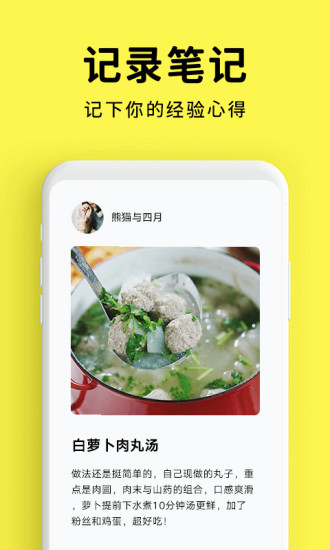 记录笔记
记下你的经验心得
熊猫与四月
白萝卜肉丸汤
做法还是挺简单的，自己现做的丸子，重
点是肉圆，肉末与山药的组合，口感爽滑
，萝卜提前下水煮10分钟汤更鲜，加了
粉丝和鸡蛋，超好吃！